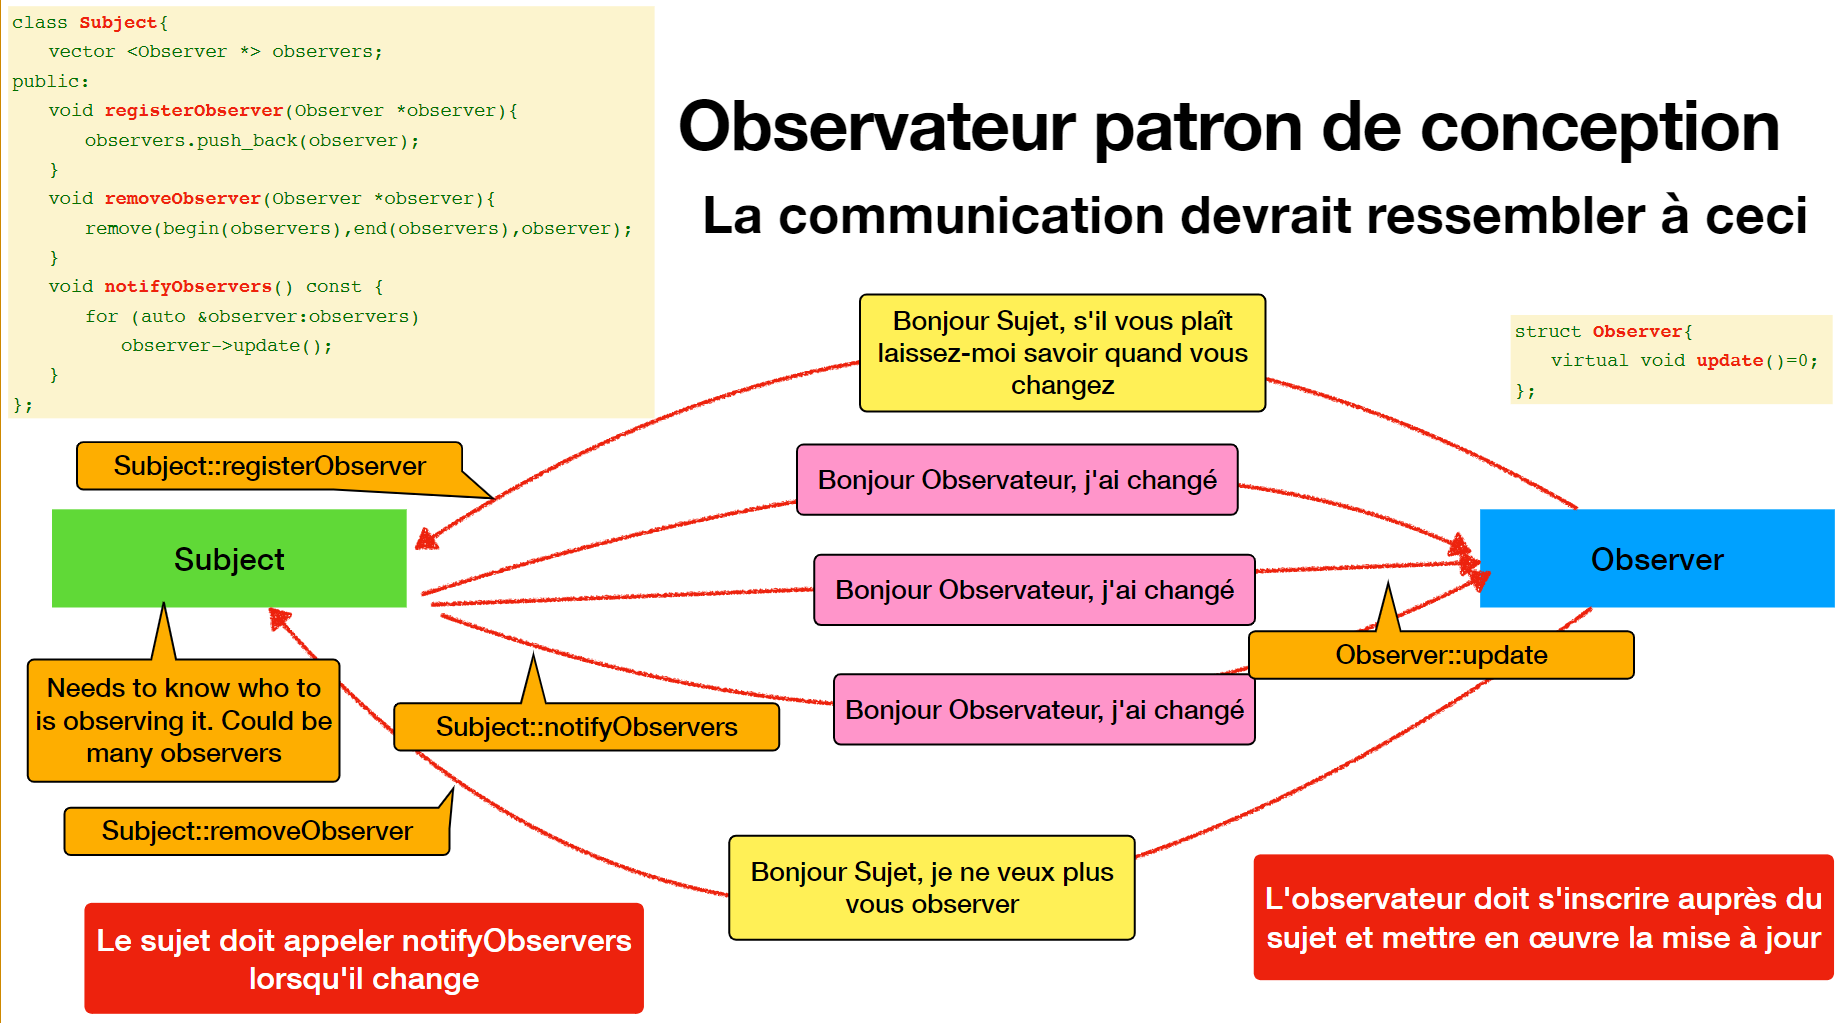 class Subject{
vector <Observer *> observers;
public:
void registerObserver(Observer *observer){
observers.push_back(observer);
}
void removeObserver(Observer *observer){
remove(begin(observers),end(observers),observer);
}
void notifyObservers() const {
for (auto &observer:observers)
observer->update();
}
};
Observateur patron de conception
La communication devrait ressembler à ceci
Bonjour Sujet, s'il vous plaît
laissez-moi savoir quand vous
changez
struct Observer{
virtual void update()=0;
};
Subject::registerObserver
Bonjour Observateur, j'ai changé
Subject
Bonjour Observateur, j'ai changé
Observer
Observer::update
Needs to know who to
is observing it. Could be
many observers
Subject::notifyObservers
Bonjour Observateur, j'ai changé
Subject::removeObserver
Bonjour Sujet, je ne veux plus
vous observer
Le sujet doit appeler notifyObservers
lorsqu'il change
L'observateur doit s'inscrire auprès du
sujet et mettre en œuvre la mise à jour